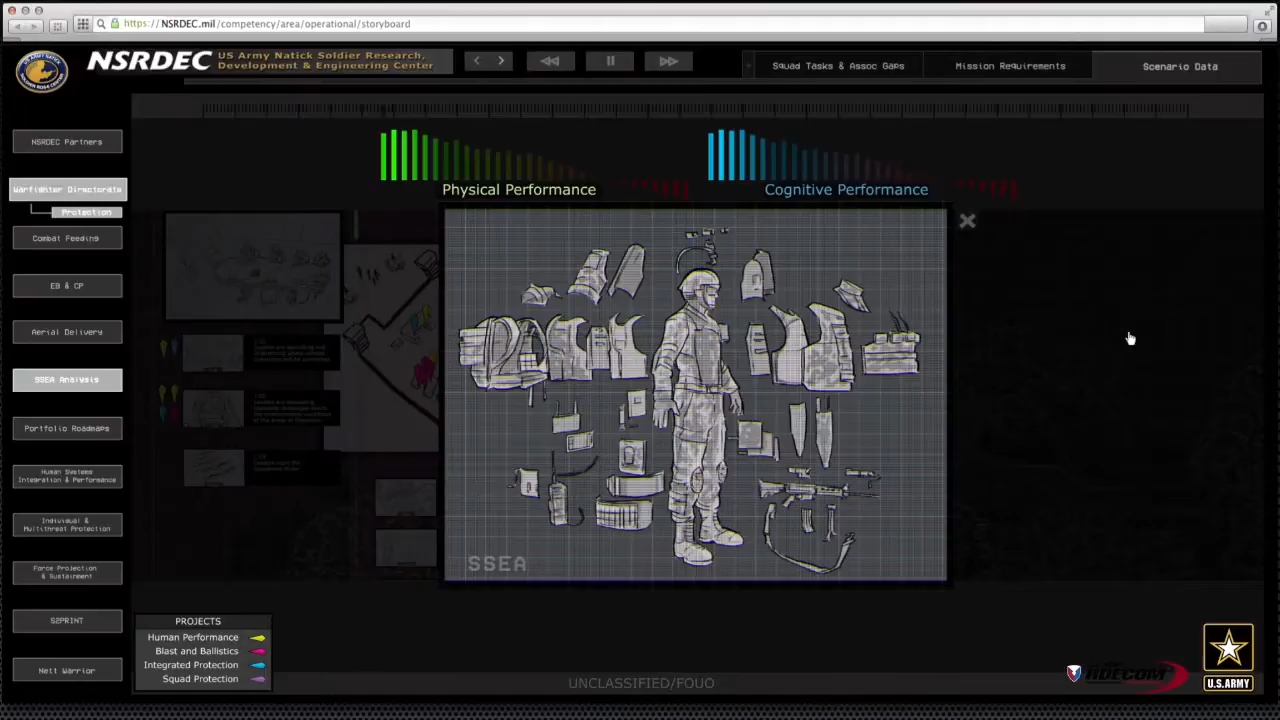 https://NSRDEC.mil/competency/area/operational/storyboard
NSRDEC
US Army Natick Soldier Research,
Development & Engineering Center
Squad Tasks & Assoc Gaps
Mission Requirements
Scenario Data
NSRDEC Partners
Warfighter Directorate
Protection
Combat Feeding
EB & CP
Aerial Delivery
SSEA Analysis
Portfolio Roadmaps
Human Systems
Integration & Performance
Individual &
Multithreat Protection
Force Projection
& Sustainment
S2PRINT
Nett Warrior
Physical Performance
Cognitive Performance
SSEA
PROJECTS
Human Performance
Blast and Ballistics
Integrated Protection
Squad Protection
UNCLASSIFIED/FOUO
RDECOM
U.S.ARMY